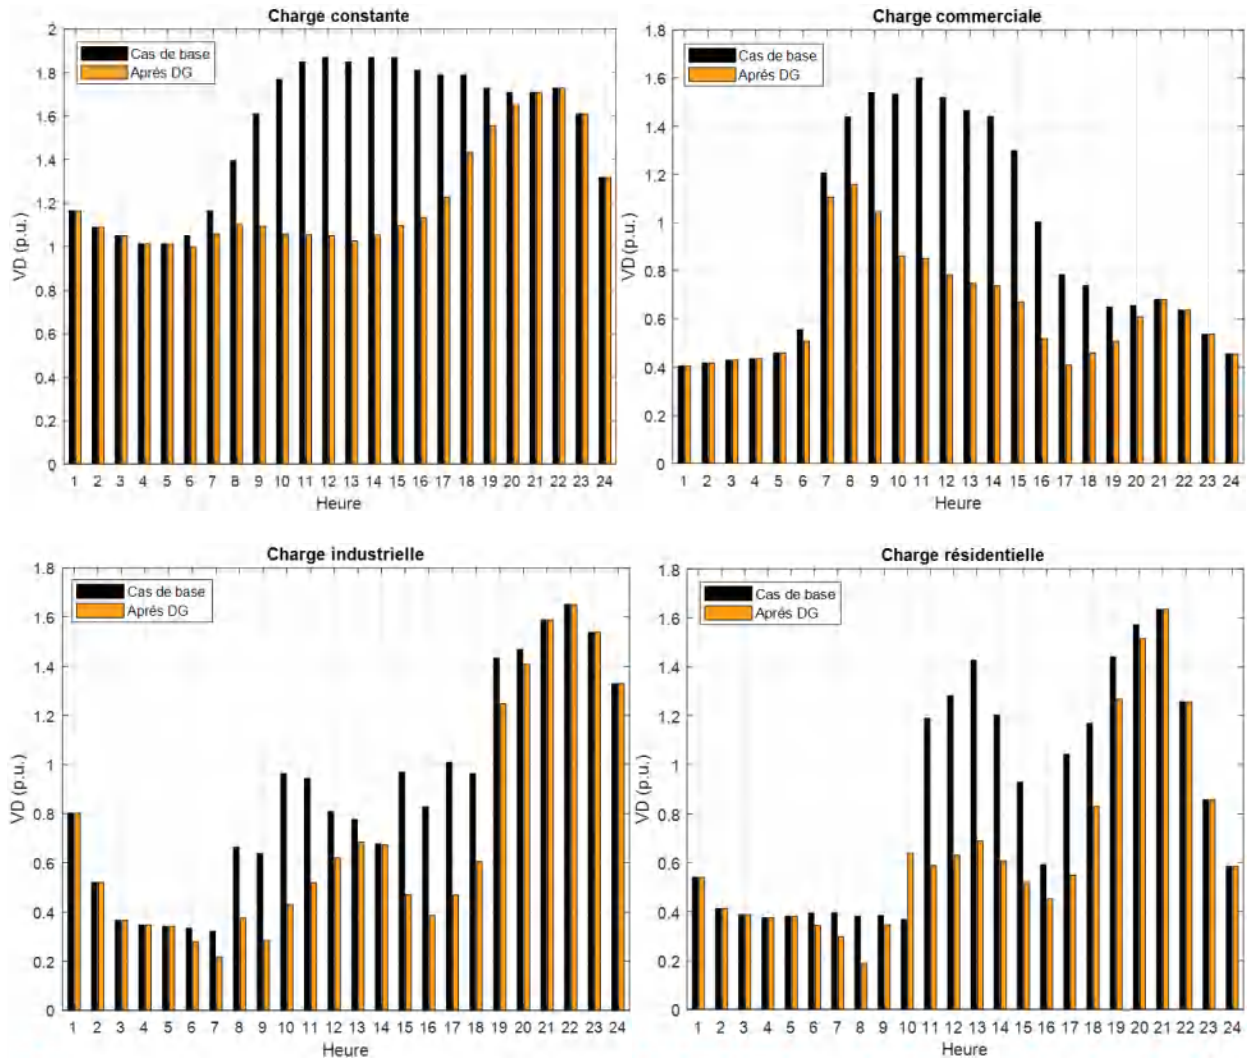 Charge constante
2
1.8
1.6
1.4
1.2
1
0.8
0.6
0.4
0.2
0
VD (p.u.)
Cas de base
Aprés DG
1 2 3 4 5 6 7 8 9 10 11 12 13 14 15 16 17 18 19 20 21 22 23 24
Heure
Charge commerciale
1.8
1.6
1.4
1.2
1
0.8
0.6
0.4
0.2
0
VD (p.u.)
Cas de base
Aprés DG
1 2 3 4 5 6 7 8 9 10 11 12 13 14 15 16 17 18 19 20 21 22 23 24
Heure
Charge industrielle
1.8
1.6
1.4
1.2
1
0.8
0.6
0.4
0.2
0
VD (p.u.)
Cas de base
Aprés DG
1 2 3 4 5 6 7 8 9 10 11 12 13 14 15 16 17 18 19 20 21 22 23 24
Heure
Charge résidentielle
1.8
1.6
1.4
1.2
1
0.8
0.6
0.4
0.2
0
VD (p.u.)
Cas de base
Aprés DG
1 2 3 4 5 6 7 8 9 10 11 12 13 14 15 16 17 18 19 20 21 22 23 24
Heure